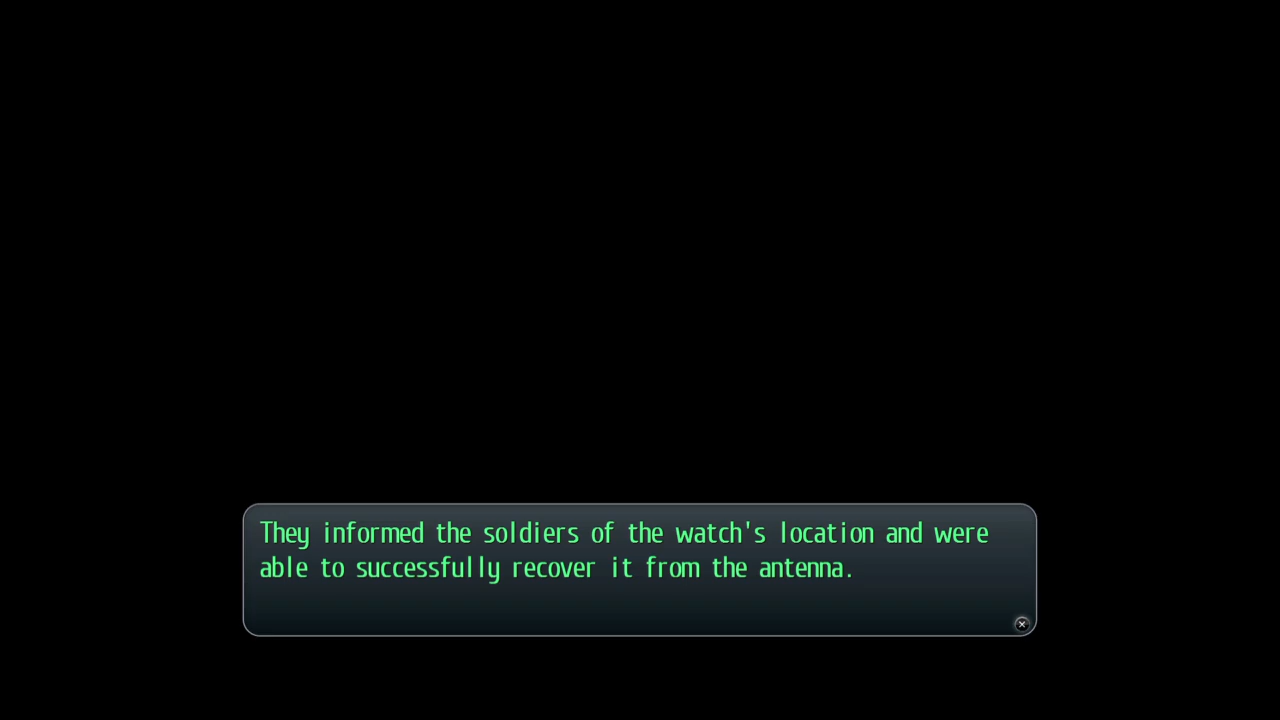 They informed the soldiers of the watch's location and were
able to successfully recover it from the antenna.